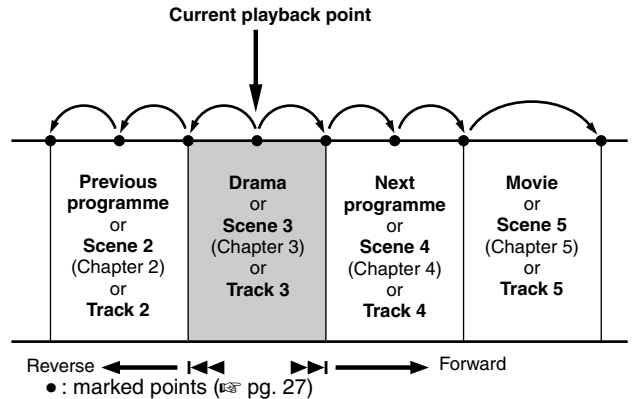 Current playback point
Previous
programme
or
Scene 2
(Chapter 2)
or
Track 2
Drama
or
Scene 3
(Chapter 3)
or
Track 3
Next
programme
or
Scene 4
(Chapter 4)
or
Track 4
Movie
or
Scene 5
(Chapter 5)
or
Track 5
Reverse
Forward
● : marked points (☞ pg. 27)